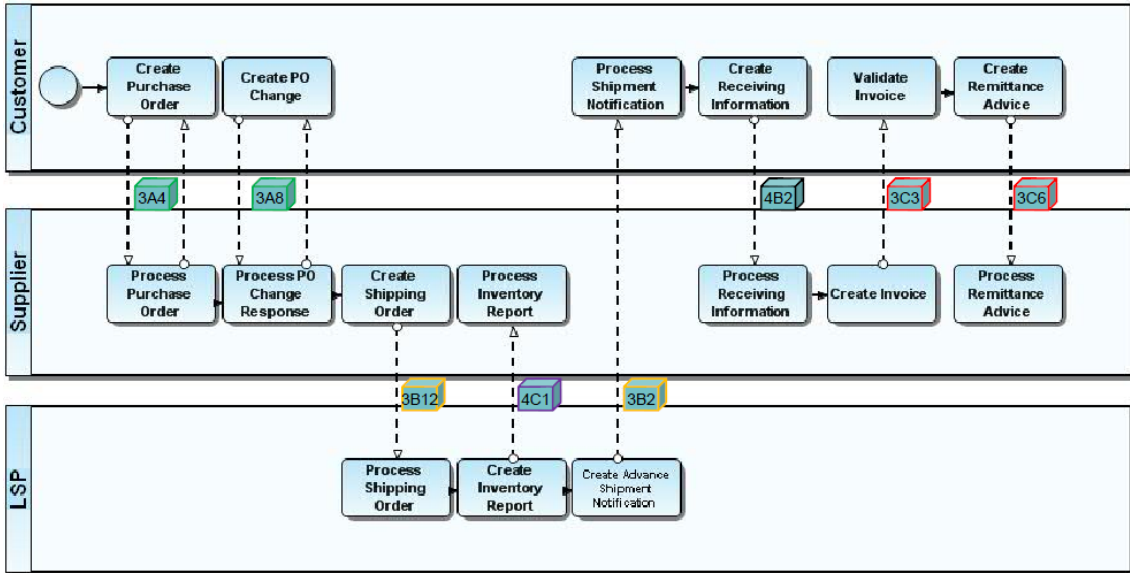 Customer
Create
Purchase
Order
Create PO
Change
Process
Shipment
Notification
Create
Receiving
Information
Validate
Invoice
Create
Remittance
Advice
3A4
3A8
4B2
3C3
3C6
Supplier
Process
Purchase
Order
Process PO
Change
Response
Create
Shipping
Order
Process
Inventory
Report
Process
Receiving
Information
Create Invoice
Process
Remittance
Advice
3B12
4C1
3B2
LSP
Process
Shipping
Order
Create
Inventory
Report
Create Advance
Shipment
Notification